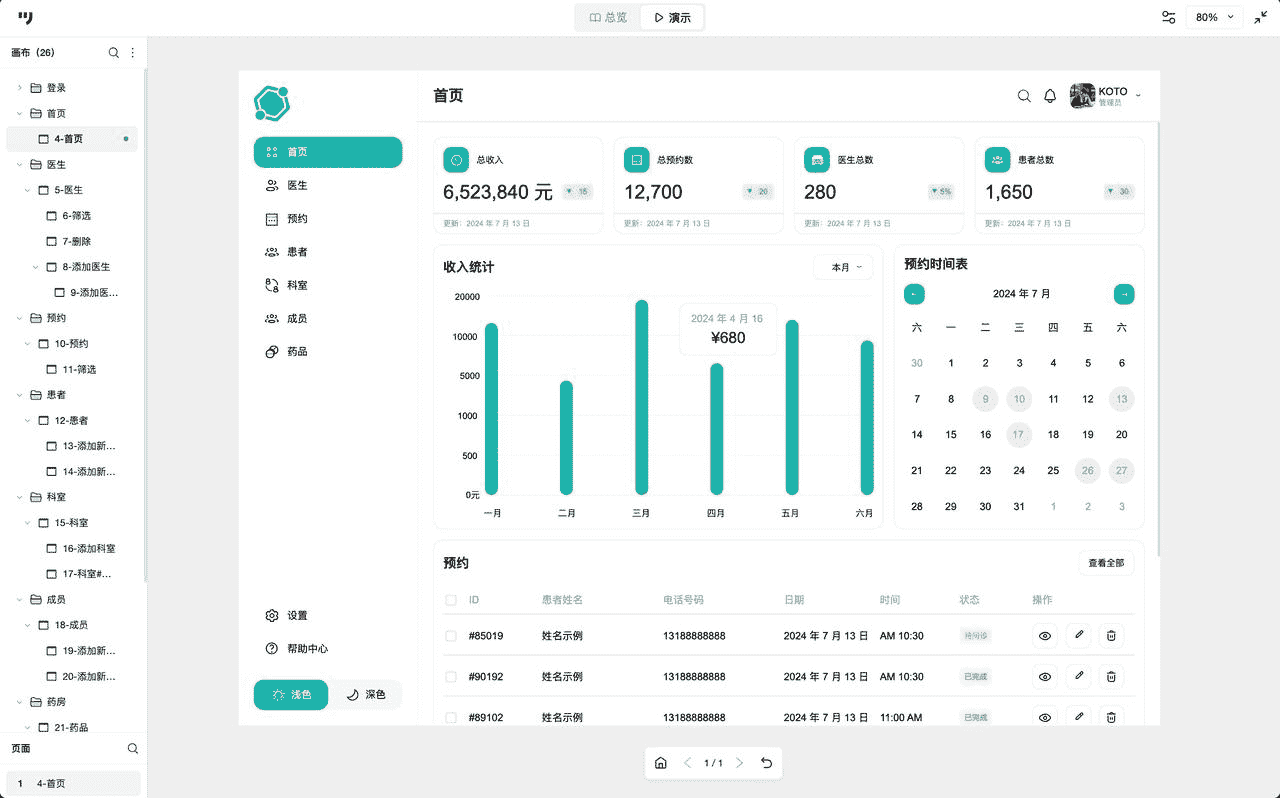 总览
演示
80%
画布（26）
登录
首页
4-首页
医生
5-医生
6-筛选
7-删除
8-添加医生
9-添加医...
预约
10-预约
11-筛选
患者
12-患者
13-添加新...
14-添加新...
科室
15-科室
16-添加科室
17-科室#...
成员
18-成员
19-添加新...
20-添加新...
药房
21-药品
页面
1 4-首页
首页
医生
预约
患者
科室
成员
药品
设置
帮助中心
浅色
深色
首页
KOTO
管理员
总收入
6,523,840 元
▼ 15
更新：2024 年 7 月 13 日
总预约数
12,700
▼ 20
更新：2024 年 7 月 13 日
医生总数
280
▼ 5%
更新：2024 年 7 月 13 日
患者总数
1,650
▼ 30
更新：2024 年 7 月 13 日
收入统计
本月
20000
10000
5000
1000
500
0元
2024 年 4 月 16
¥680
一月 二月 三月 四月 五月 六月
预约时间表
2024 年 7 月
六 一 二 三 四 五 六
30 1 2 3 4 5 6
7 8 9 10 11 12 13
14 15 16 17 18 19 20
21 22 23 24 25 26 27
28 29 30 31 1 2 3
预约
查看全部
ID 患者姓名 电话号码 日期 时间 状态 操作
#85019 姓名示例 13188888888 2024 年 7 月 13 日 AM 10:30 待问诊
#90192 姓名示例 13188888888 2024 年 7 月 13 日 AM 10:30 已完成
#89102 姓名示例 13188888888 2024 年 7 月 13 日 11:00 AM 已完成
1 / 1